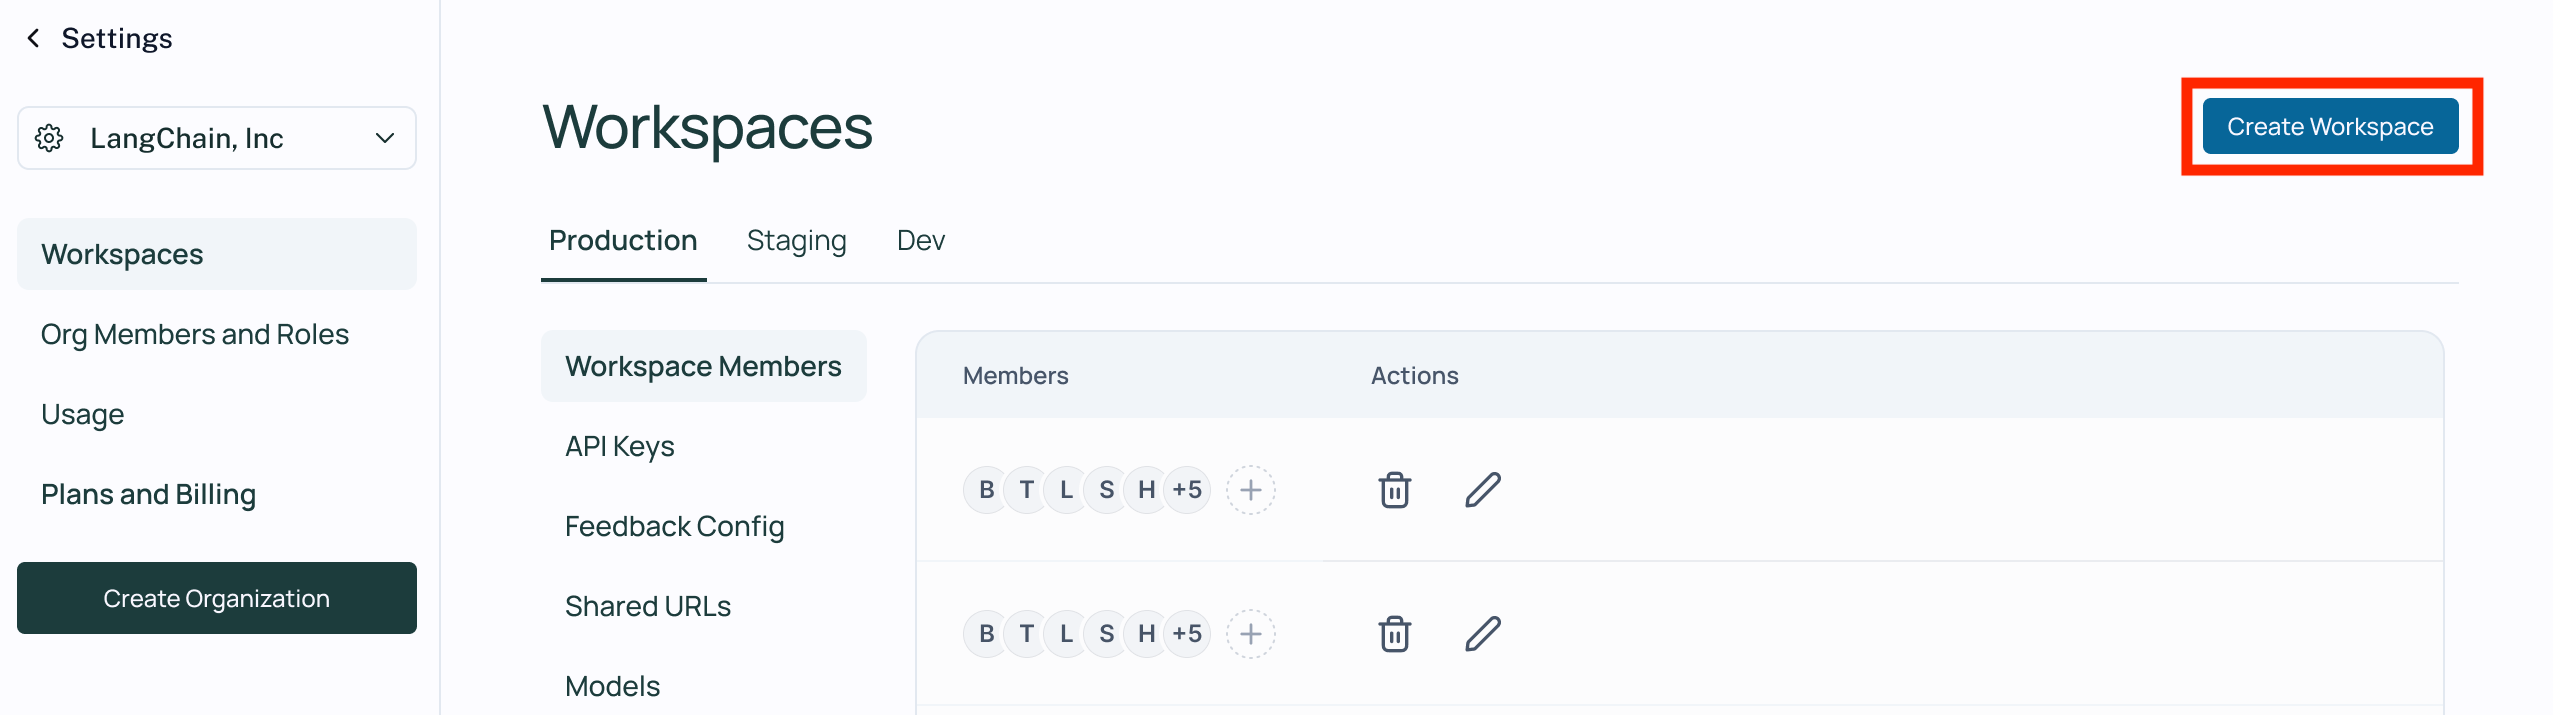 Settings
LangChain, Inc
Workspaces
Org Members and Roles
Usage
Plans and Billing
Create Organization
Workspaces
Create Workspace
Production Staging Dev
Workspace Members
API Keys
Feedback Config
Shared URLs
Models
Members Actions
B T L S H +5
B T L S H +5